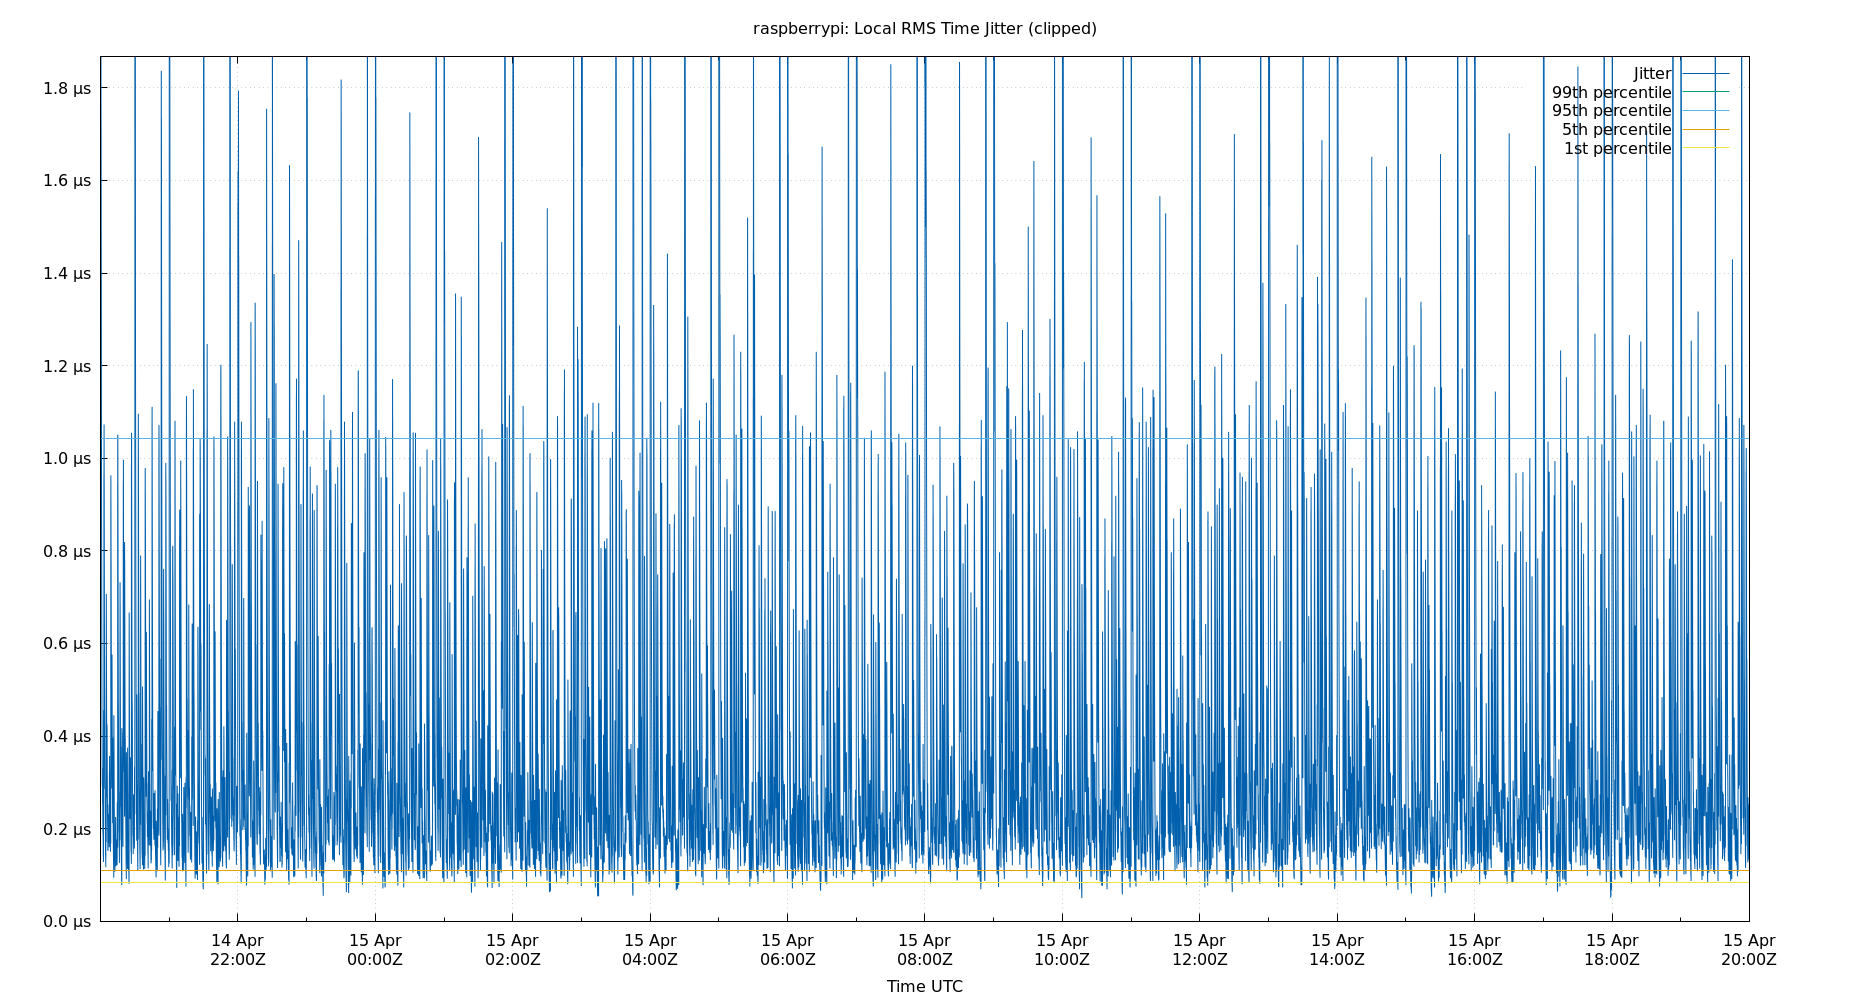 raspberrypi: Local RMS Time Jitter (clipped)
Jitter
99th percentile
95th percentile
5th percentile
1st percentile
1.8 µs
1.6 µs
1.4 µs
1.2 µs
1.0 µs
0.8 µs
0.6 µs
0.4 µs
0.2 µs
0.0 µs
14 Apr 15 Apr 15 Apr 15 Apr 15 Apr 15 Apr 15 Apr 15 Apr 15 Apr 15 Apr 15 Apr 15 Apr
22:00Z 00:00Z 02:00Z 04:00Z 06:00Z 08:00Z 10:00Z 12:00Z 14:00Z 16:00Z 18:00Z 20:00Z
Time UTC